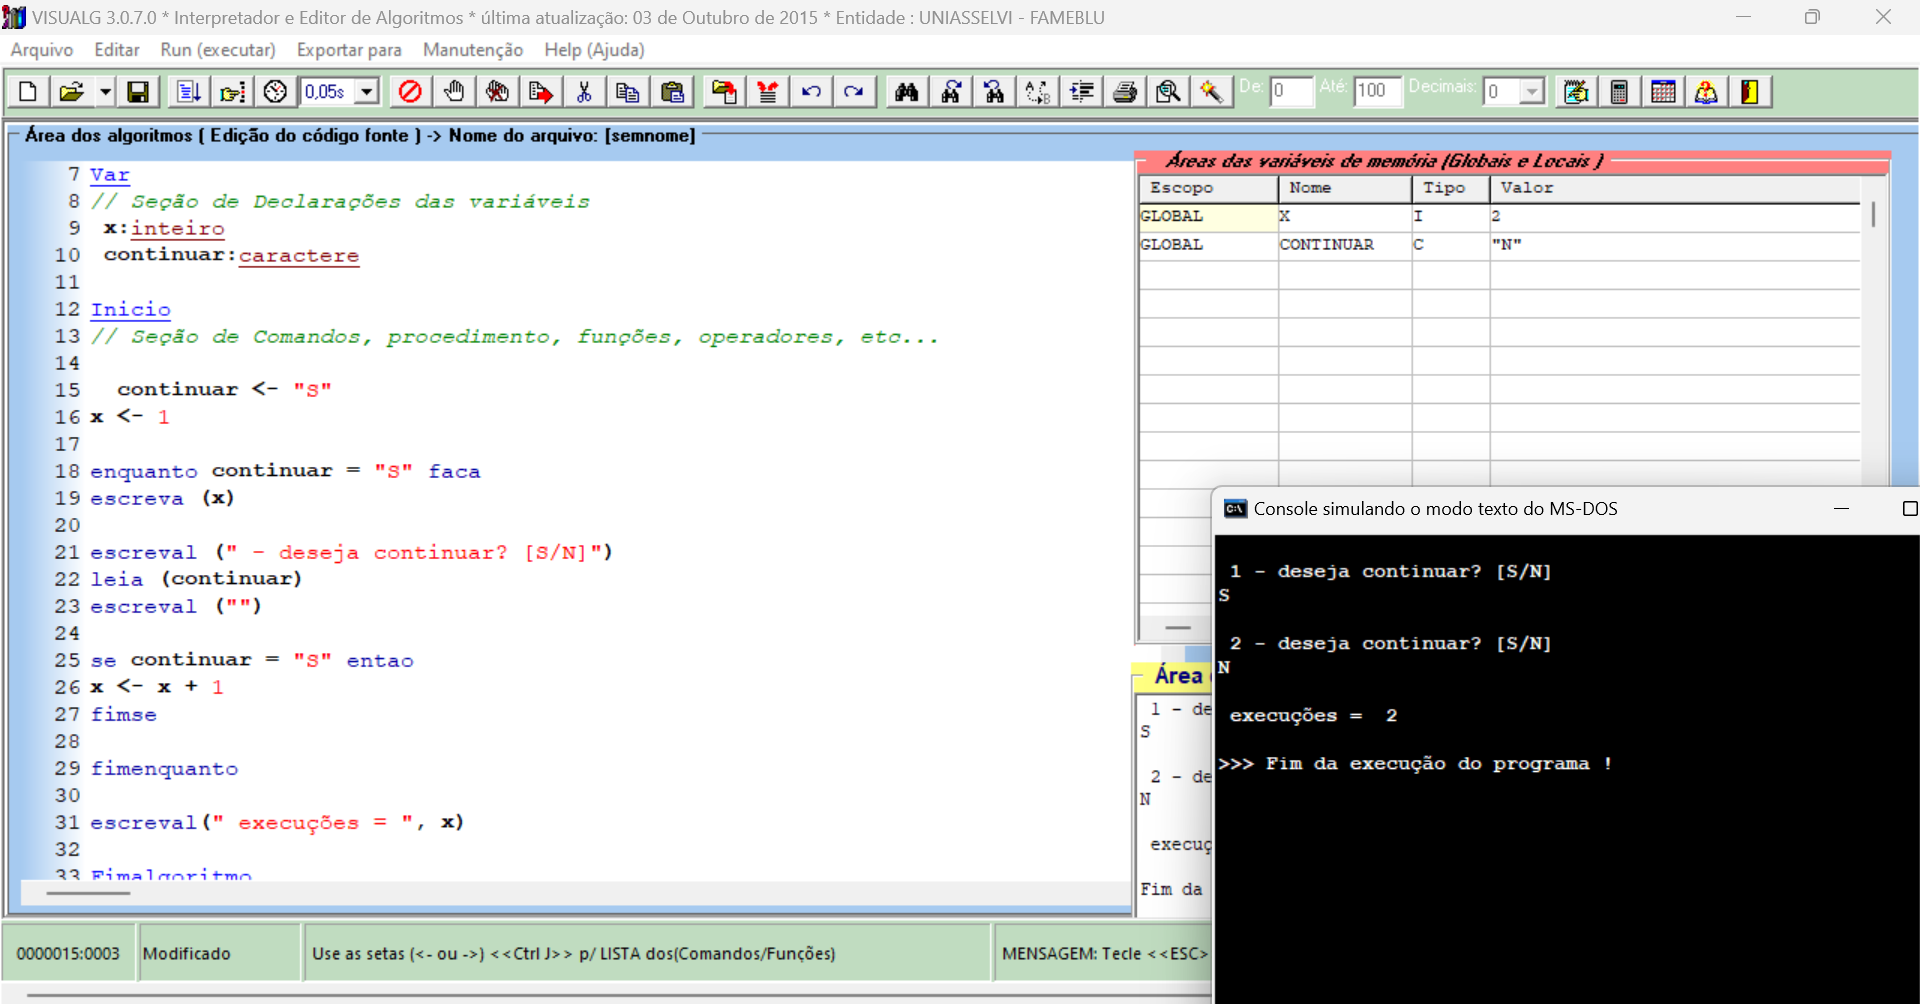 VISUALG 3.0.7.0 * Interpretador e Editor de Algoritmos * última atualização: 03 de Outubro de 2015 * Entidade : UNIASSELVI - FAMEBLU
Arquivo Editar Run (executar) Exportar para Manutenção Help (Ajuda)
0,05s De: 0 Até: 100 Decimais: 0
Área dos algoritmos ( Edição do código fonte ) -> Nome do arquivo: [semnome]
7 Var
8 // Seção de Declarações das variáveis
9 x:inteiro
10 continuar:caractere
11
12 Inicio
13 // Seção de Comandos, procedimento, funções, operadores, etc...
14
15 continuar <- "S"
16 x <- 1
17
18 enquanto continuar = "S" faca
19 escreva (x)
20
21 escreval (" - deseja continuar? [S/N]")
22 leia (continuar)
23 escreval ("")
24
25 se continuar = "S" entao
26 x <- x + 1
27 fimse
28
29 fimenquanto
30
31 escreval(" execuções = ", x)
32
33 Fimalgoritmo
Áreas das variáveis de memória (Globais e Locais )
Escopo Nome Tipo Valor
GLOBAL X I 2
GLOBAL CONTINUAR C "N"
Área
1 - de
S
2 - de
N
execuç
Fim da
Console simulando o modo texto do MS-DOS
1 - deseja continuar? [S/N]
S
2 - deseja continuar? [S/N]
N
execuções = 2
>>> Fim da execução do programa !
0000015:0003 Modificado Use as setas (<- ou ->) <<Ctrl J>> p/ LISTA dos(Comandos/Funções) MENSAGEM: Tecle <<ESC>